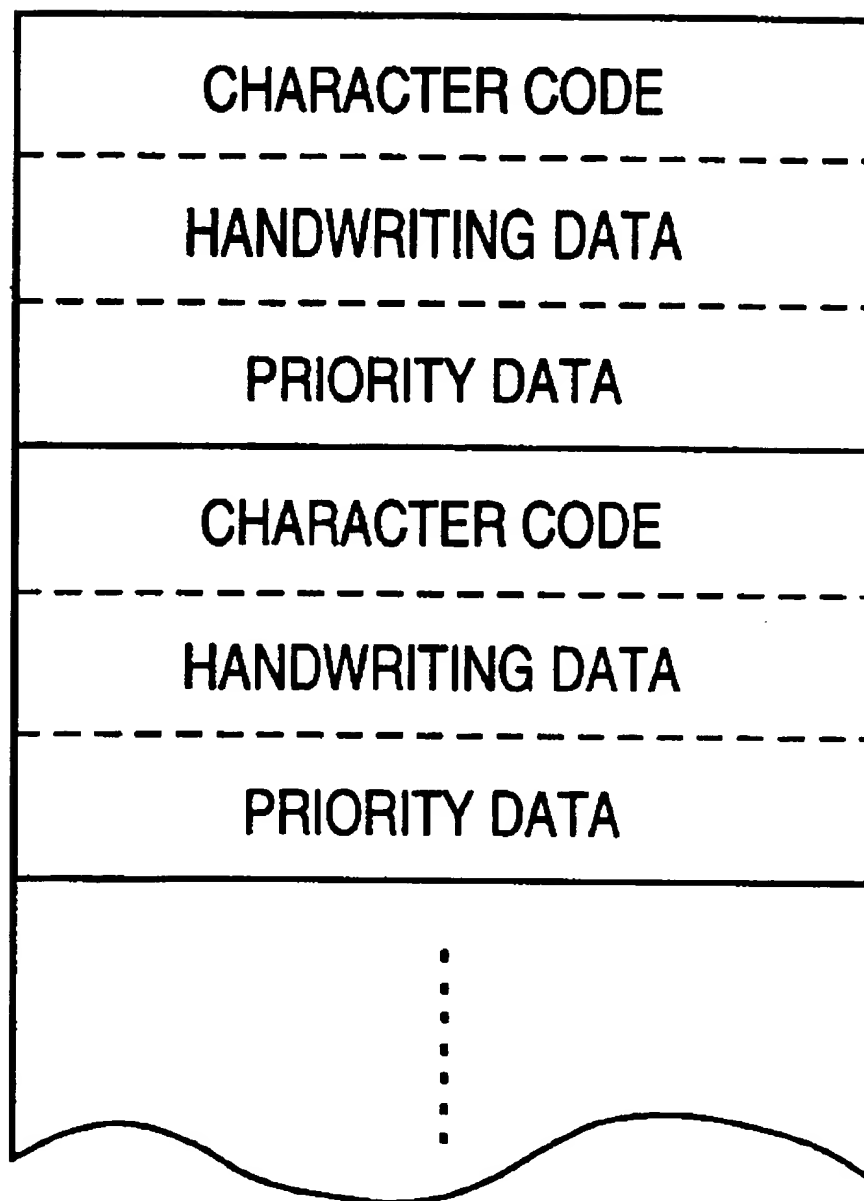 CHARACTER CODE
HANDWRITING DATA
PRIORITY DATA
CHARACTER CODE
HANDWRITING DATA
PRIORITY DATA